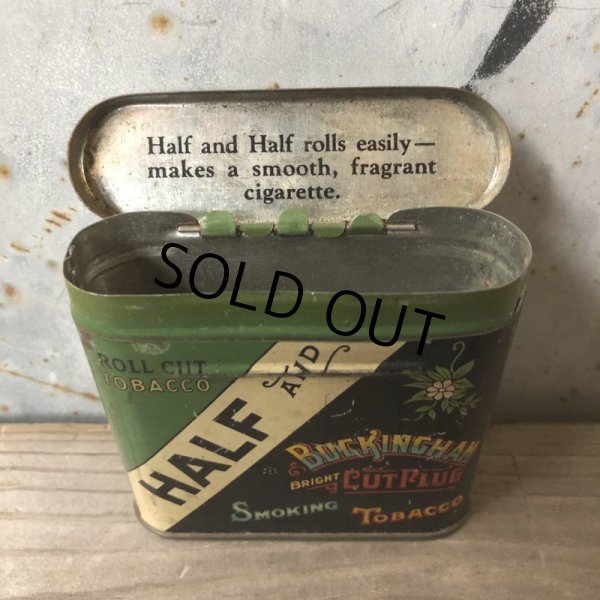 Half and Half rolls easily—
makes a smooth, fragrant
cigarette.
SOLD OUT
ROLL CUT
TOBACCO
HALF AND
BUCKINGHAM
BRIGHT CUT PLUG
SMOKING TOBACCO